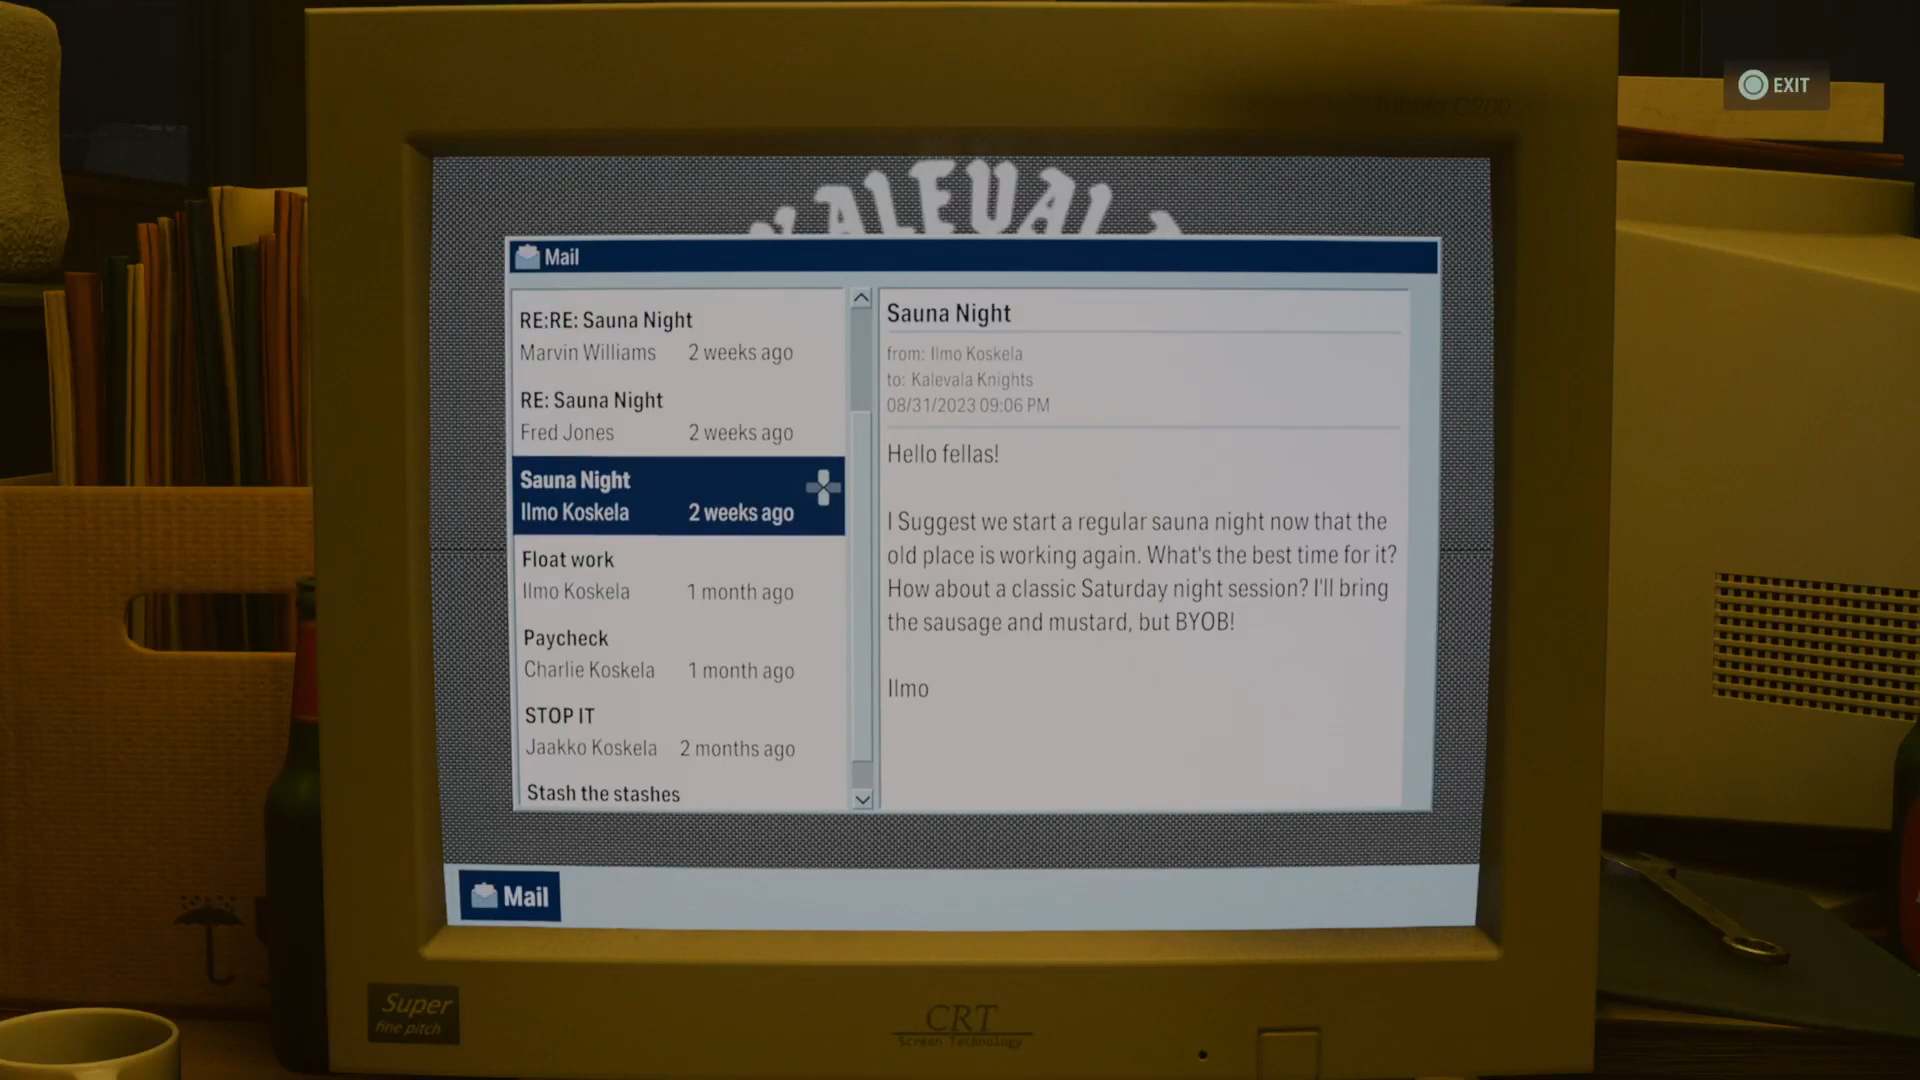 EXIT
KALEVALA
Mail
RE:RE: Sauna Night
Marvin Williams 2 weeks ago
RE: Sauna Night
Fred Jones 2 weeks ago
Sauna Night
Ilmo Koskela 2 weeks ago
Float work
Ilmo Koskela 1 month ago
Paycheck
Charlie Koskela 1 month ago
STOP IT
Jaakko Koskela 2 months ago
Stash the stashes
Sauna Night
from: Ilmo Koskela
to: Kalevala Knights
08/31/2023 09:06 PM
Hello fellas!
I Suggest we start a regular sauna night now that the
old place is working again. What's the best time for it?
How about a classic Saturday night session? I'll bring
the sausage and mustard, but BYOB!
Ilmo
Mail
Super
fine pitch
CRT
Screen Technology